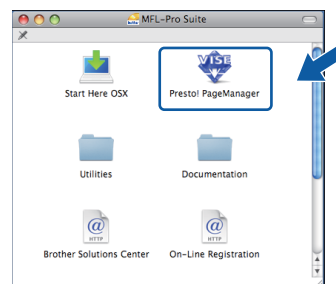 MFL-Pro Suite
VISE
Start Here OSX
Presto! PageManager
Utilities
Documentation
@
HTTP
@
HTTP
Brother Solutions Center
On-Line Registration